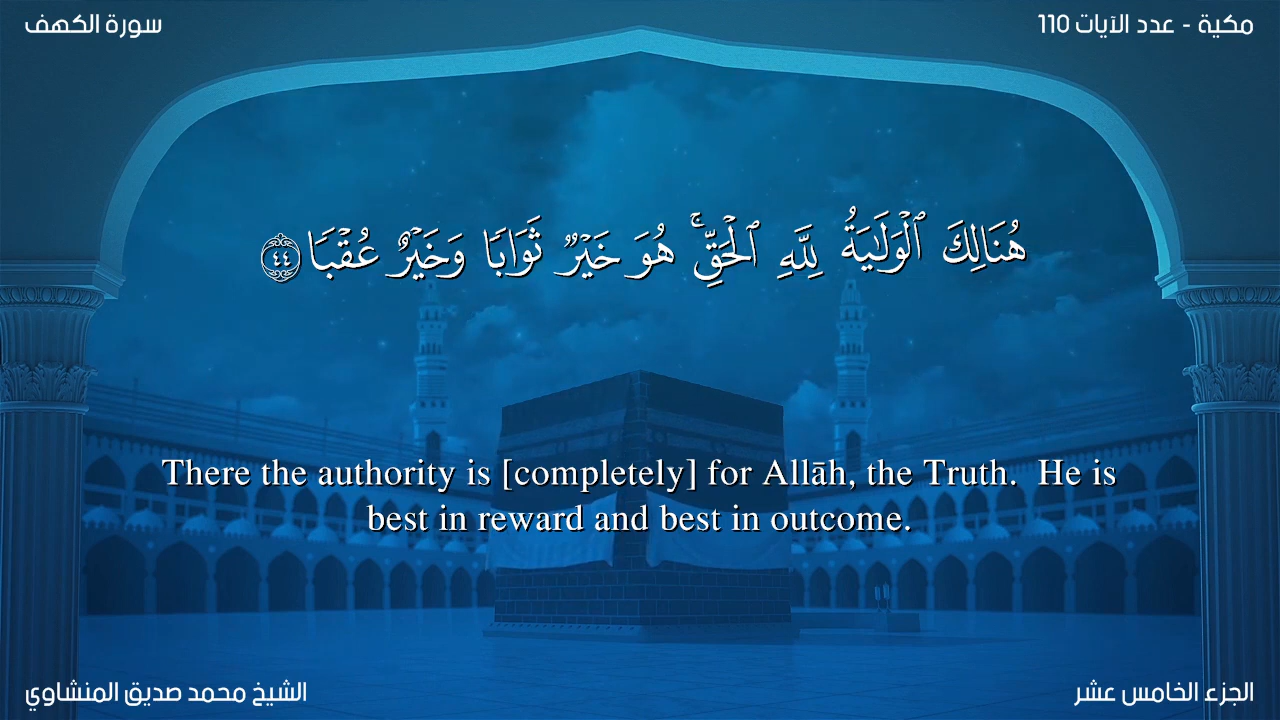 سورة الكهف
مكية - عدد الآيات 110
هُنَالِكَ ٱلْوَلَـٰيَةُ لِلَّهِ ٱلْحَقِّ ۚ هُوَ خَيْرٌ ثَوَابًا وَخَيْرٌ عُقْبًا ٤٤
There the authority is [completely] for Allāh, the Truth.  He is
best in reward and best in outcome.
الشيخ محمد صديق المنشاوي
الجزء الخامس عشر